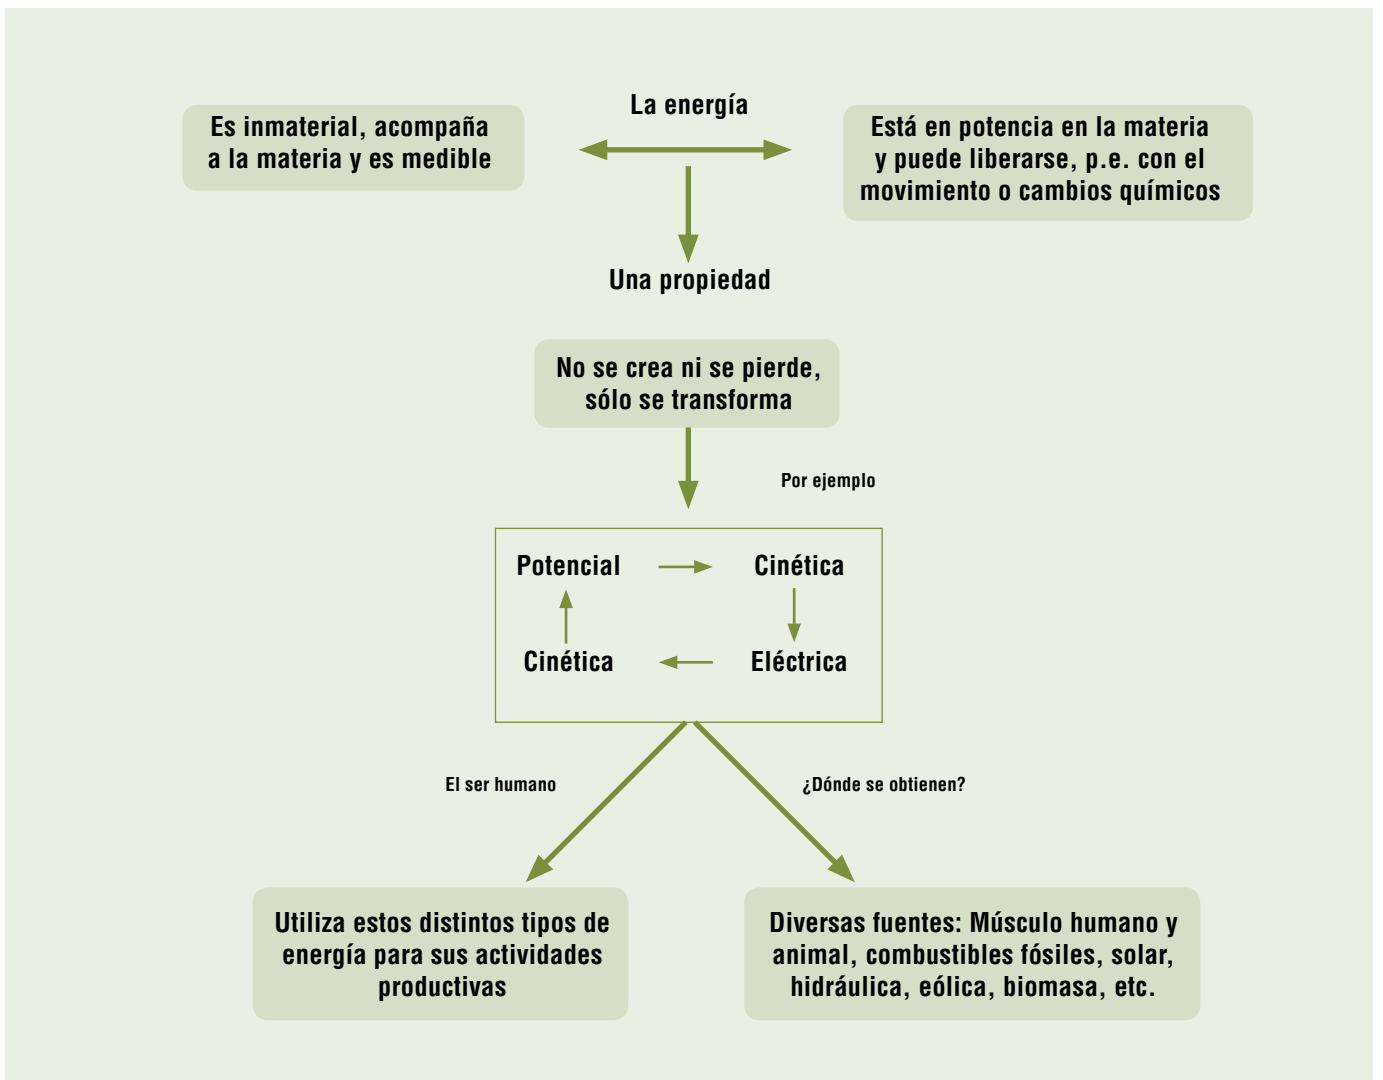 La energía
Es inmaterial, acompaña
a la materia y es medible
Está en potencia en la materia
y puede liberarse, p.e. con el
movimiento o cambios químicos
Una propiedad
No se crea ni se pierde,
sólo se transforma
Por ejemplo
Potencial
Cinética
Cinética
Eléctrica
El ser humano
¿Dónde se obtienen?
Utiliza estos distintos tipos de
energía para sus actividades
productivas
Diversas fuentes: Músculo humano y
animal, combustibles fósiles, solar,
hidráulica, eólica, biomasa, etc.